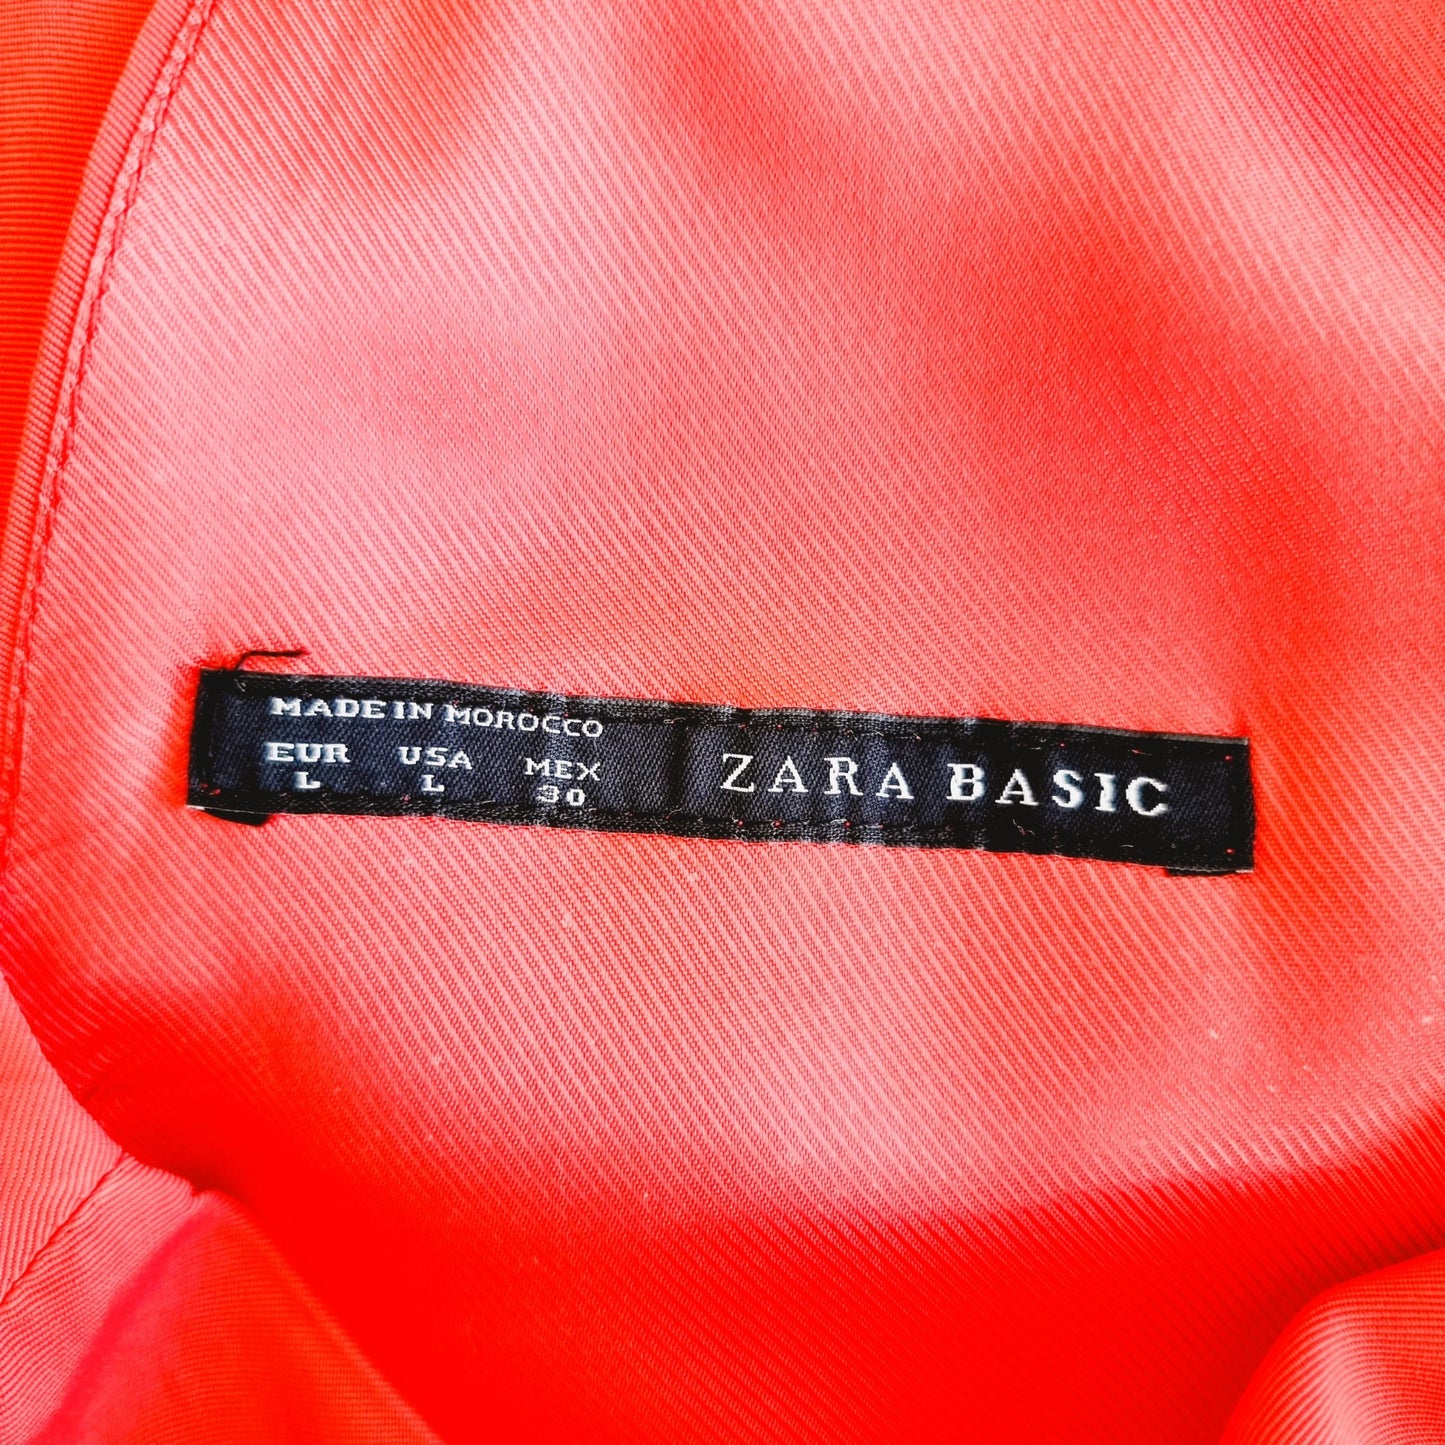 MADE IN MOROCCO
EUR USA MEX
L L 30
ZARA BASIC